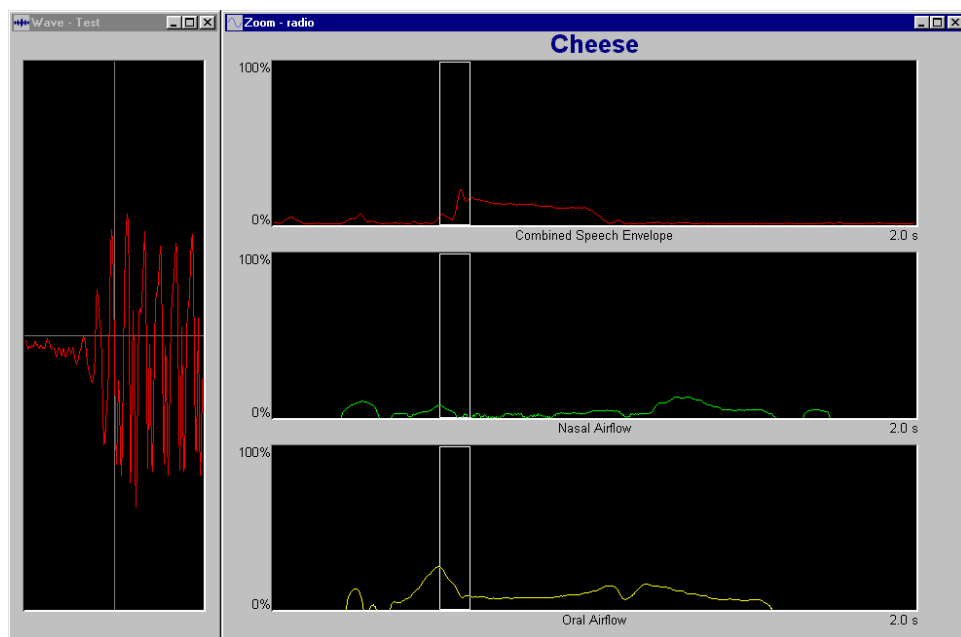 Wave - Test
Zoom - radio
Cheese
100%
0%
Combined Speech Envelope 2.0 s
100%
0%
Nasal Airflow 2.0 s
100%
0%
Oral Airflow 2.0 s